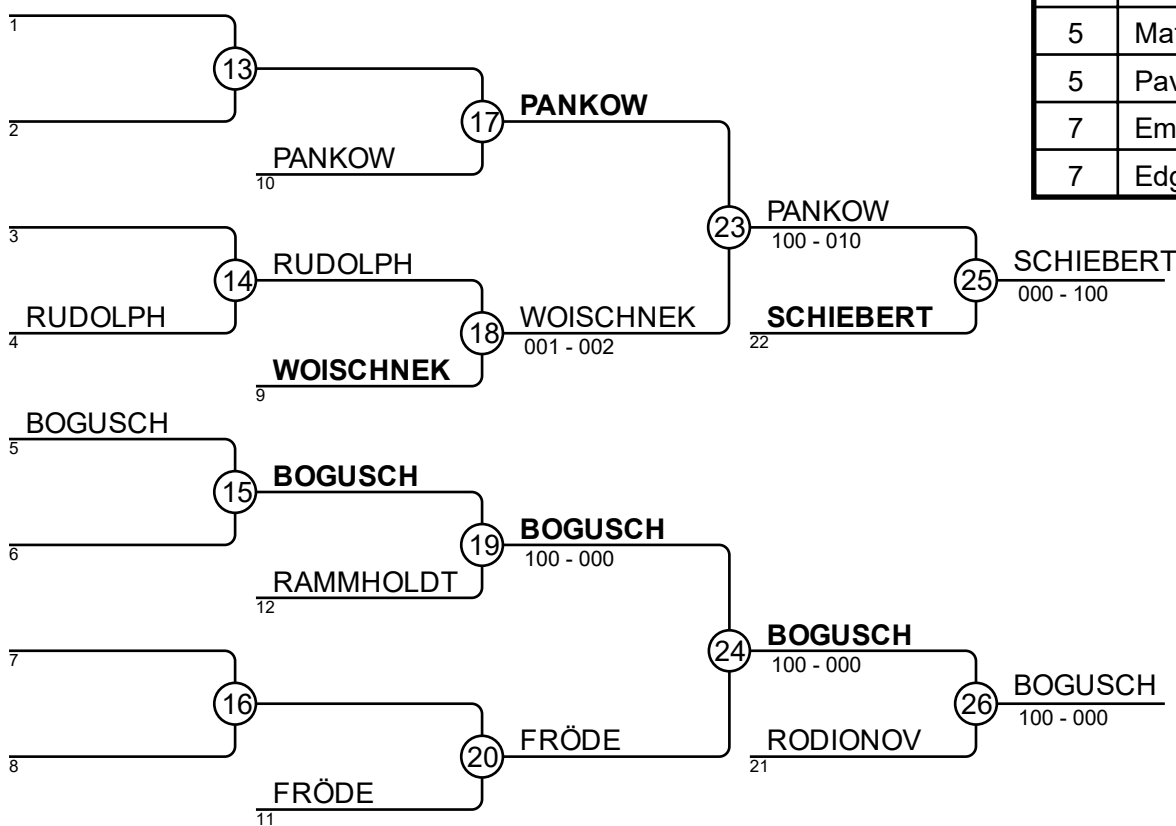 1
13
2
17
PANKOW
PANKOW
10
3
14
RUDOLPH
RUDOLPH
4
18
WOISCHNEK
001 - 002
WOISCHNEK
9
23
PANKOW
100 - 010
SCHIEBERT
22
25
SCHIEBERT
000 - 100
BOGUSCH
5
15
BOGUSCH
6
19
BOGUSCH
100 - 000
RAMMHOLDT
12
7
16
8
20
FRÖDE
FRÖDE
11
24
BOGUSCH
100 - 000
RODIONOV
21
26
BOGUSCH
100 - 000
5
5
7 Em
7 Edg